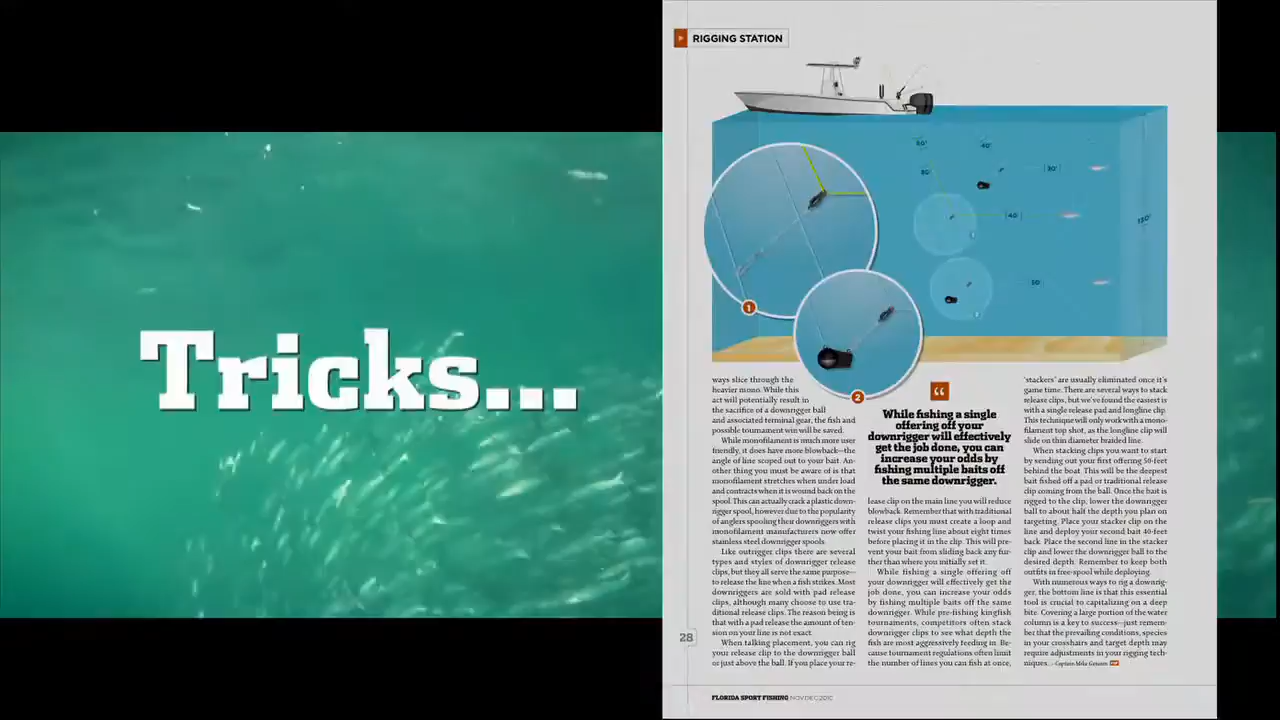 Tricks...
RIGGING STATION
40'
30'
40
50
1
2
ways slice through the
heavier mono. While this
act will potentially result in
the sacrifice of a downrigger ball
and associated terminal gear, the fish and
possible tournament win will be saved.
While monofilament is much more user
friendly, it does have more blowback—the
angle of line scoped out to your bait. An-
other thing you must be aware of is that
monofilament stretches when under load
and contracts when it is wound back on the
spool. This can actually crack a plastic down-
rigger spool, however due to the popularity
of anglers spooling their downriggers with
monofilament manufacturers now offer
stainless steel downrigger spools.
Like outrigger clips there are several
types and styles of downrigger release
clips, but they all serve the same purpose—
to release the line when a fish strikes. Most
downriggers are sold with pad release
clips, although many choose to use tra-
ditional release clips. The reason being is
that with a pad release the amount of ten-
sion on your line is not exact.
When talking placement, you can rig
your release clip to the downrigger ball
or just above the ball. If you place your re-
“
While fishing a single
offering off your
downrigger will effectively
get the job done, you can
increase your odds by
fishing multiple baits off
the same downrigger.
lease clip on the main line you will reduce
blowback. Remember that with traditional
release clips you must create a loop and
twist your fishing line about eight times
before placing it in the clip. This will pre-
vent your bait from sliding back any fur-
ther than where you initially set it.
While fishing a single offering off
your downrigger will effectively get the
job done, you can increase your odds
by fishing multiple baits off the same
downrigger. While pre-fishing kingfish
tournaments, competitors often stack
downrigger clips to see what depth the
fish are most aggressively feeding in. Be-
cause tournament regulations often limit
the number of lines you can fish at once,
'stackers' are usually eliminated once it's
game time. There are several ways to stack
release clips, but we've found the easiest is
with a single release pad and longline clip.
This technique will only work with a mono-
filament top shot, as the longline clip will
slide on thin diameter braided line.
When stacking clips you want to start
by sending out your first offering 50-feet
behind the boat. This will be the deepest
bait fished off a pad or traditional release
clip coming from the ball. Once the bait is
rigged to the clip, lower the downrigger
ball to about half the depth you plan on
targeting. Place your stacker clip on the
line and deploy your second bait 40-feet
back. Place the second line in the stacker
clip and lower the downrigger ball to the
desired depth. Remember to keep both
outfits in free-spool while deploying.
With numerous ways to rig a downrig-
ger, the bottom line is that this essential
tool is crucial to capitalizing on a deep
bite. Covering a large portion of the water
column is a key to success—just remem-
ber that the prevailing conditions, species
in your crosshairs and target depth may
require adjustments in your rigging tech-
niques. - Captain Mike
28
FLORIDA SPORT FISHING NOV/DEC 2010